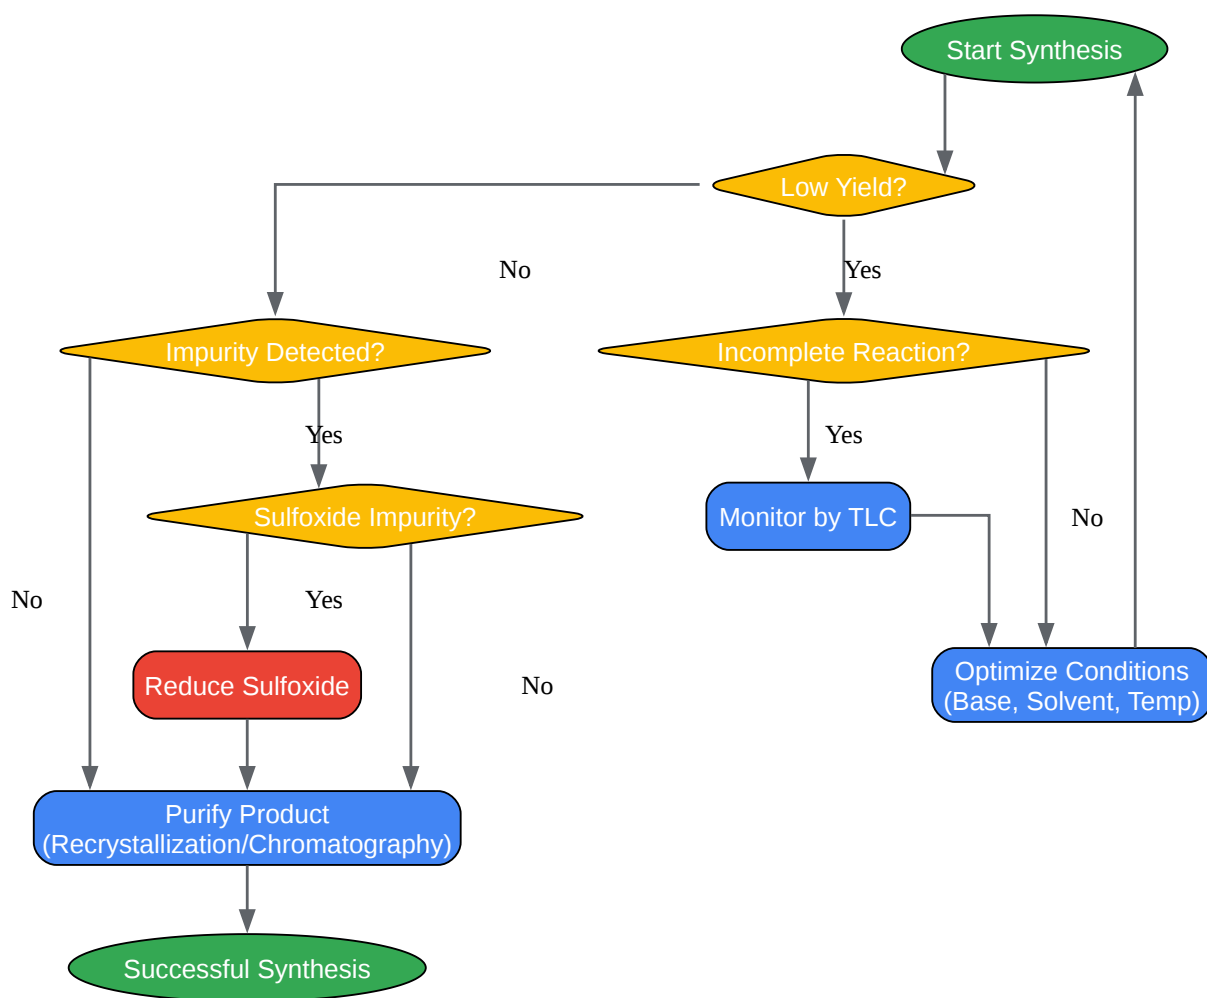 Start Synthesis
Low Yield?
No
Yes
Impurity Detected?
Incomplete Reaction?
Yes
Yes
Sulfoxide Impurity?
Monitor by TLC
No
No
Yes
Reduce Sulfoxide
No
Optimize Conditions
(Base, Solvent, Temp)
Purify Product
(Recrystallization/Chromatography)
Successful Synthesis